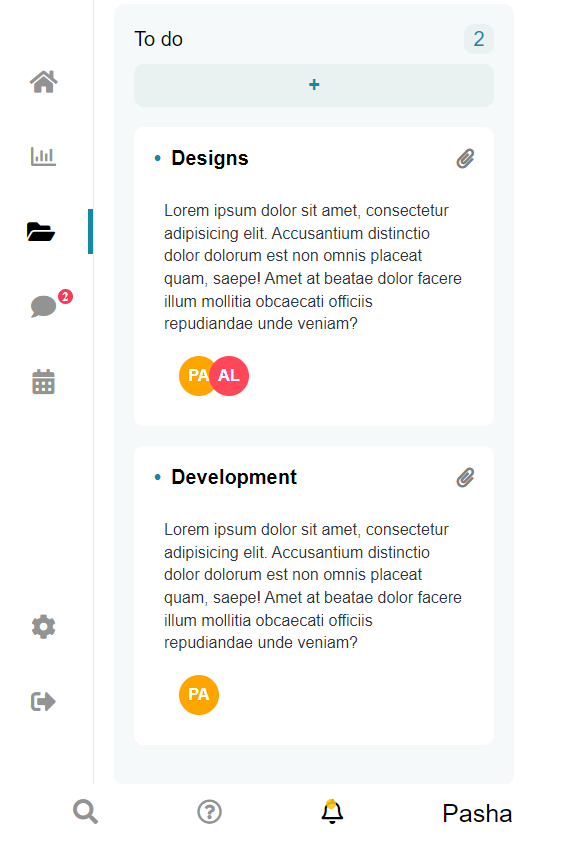 To do
2
+
Designs
Lorem ipsum dolor sit amet, consectetur
adipisicing elit. Accusantium distinctio
dolor dolorum est non omnis placeat
quam, saepe! Amet at beatae dolor facere
illum mollitia obcaecati officiis
repudiandae unde veniam?
PA
AL
2
Development
Lorem ipsum dolor sit amet, consectetur
adipisicing elit. Accusantium distinctio
dolor dolorum est non omnis placeat
quam, saepe! Amet at beatae dolor facere
illum mollitia obcaecati officiis
repudiandae unde veniam?
PA
Pasha